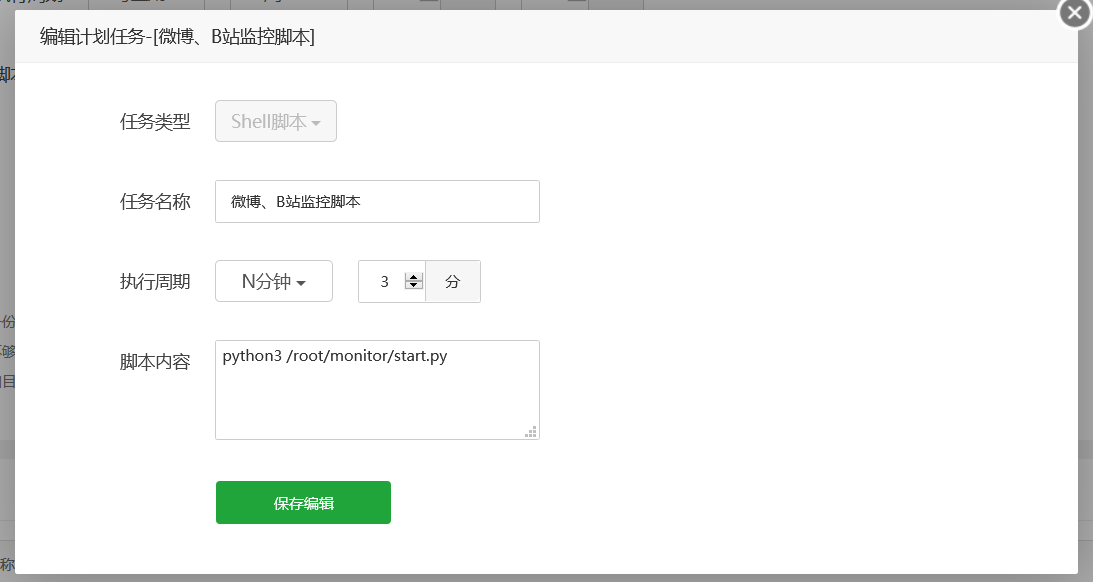 编辑计划任务-[微博、B站监控脚本]
任务类型 Shell脚本
任务名称 微博、B站监控脚本
执行周期 N分钟 3 分
脚本内容 python3 /root/monitor/start.py
保存编辑